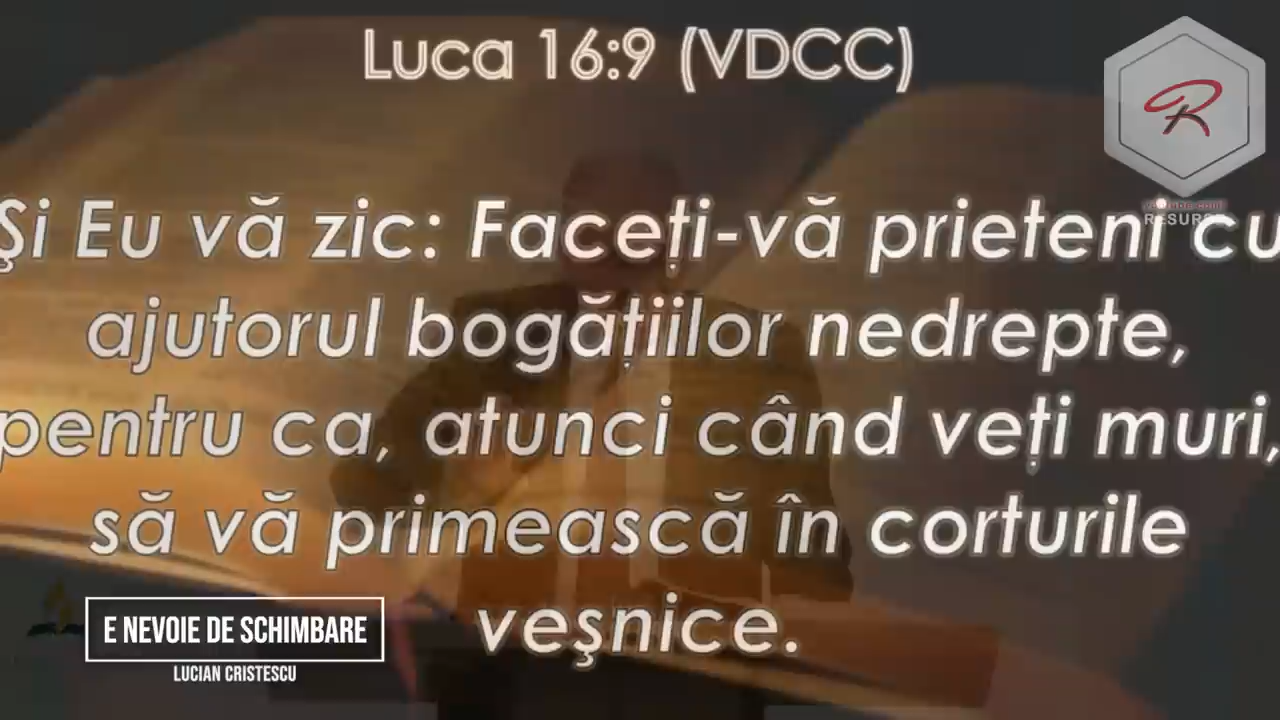 Luca 16:9 (VDCC)
Şi Eu vă zic: Faceți-vă prieteni cu
ajutorul bogățiilor nedrepte,
pentru ca, atunci când veți muri,
să vă primească în corturile
veşnice.
E NEVOIE DE SCHIMBARE
LUCIAN CRISTESCU